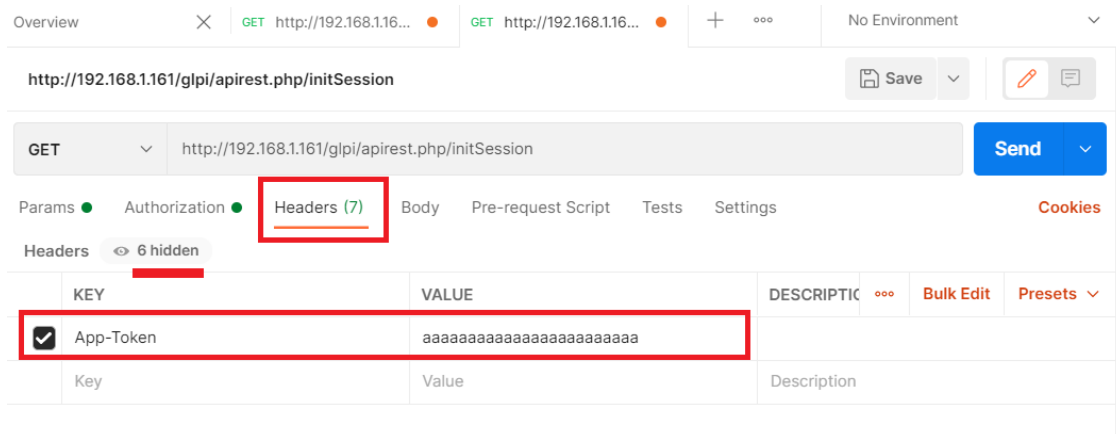 Overview GET http://192.168.1.16... GET http://192.168.1.16... No Environment
http://192.168.1.161/glpi/apirest.php/initSession Save
GET http://192.168.1.161/glpi/apirest.php/initSession Send
Params Authorization Headers (7) Body Pre-request Script Tests Settings Cookies
Headers 6 hidden
KEY VALUE DESCRIPTIO Bulk Edit Presets
App-Token aaaaaaaaaaaaaaaaaaaaaaaa
Key Value Description